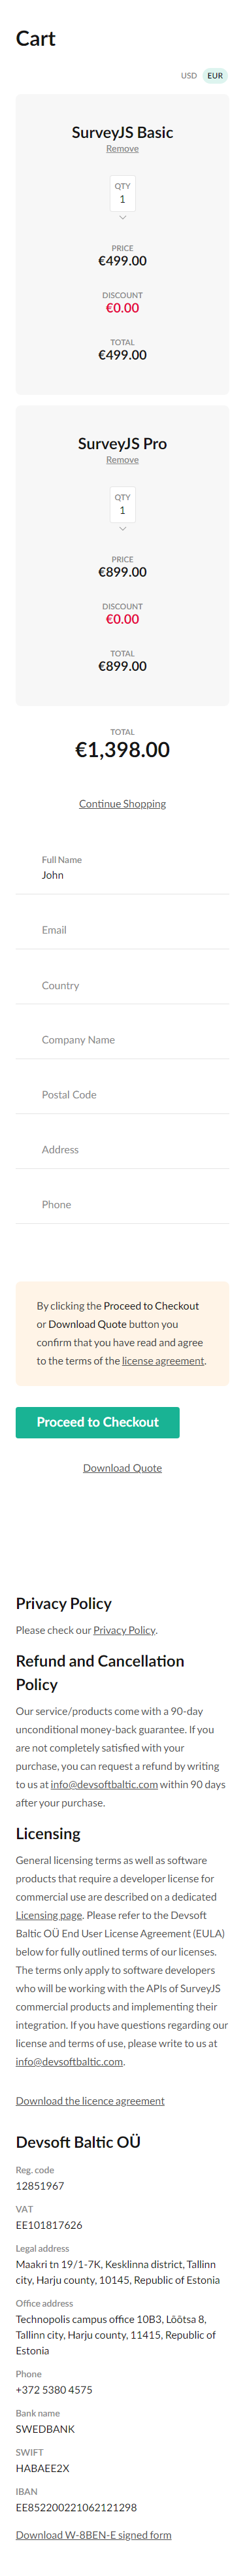 Cart
USD EUR
SurveyJS Basic
Remove
QTY
1
PRICE
€499.00
DISCOUNT
€0.00
TOTAL
€499.00
SurveyJS Pro
Remove
QTY
1
PRICE
€899.00
DISCOUNT
€0.00
TOTAL
€899.00
TOTAL
€1,398.00
Continue Shopping
Full Name
John
Email
Country
Company Name
Postal Code
Address
Phone
By clicking the Proceed to Checkout
or Download Quote button you
confirm that you have read and agree
to the terms of the license agreement.
Proceed to Checkout
Download Quote
Privacy Policy
Please check our Privacy Policy.
Refund and Cancellation
Policy
Our service/products come with a 90-day
unconditional money-back guarantee. If you
are not completely satisfied with your
purchase, you can request a refund by writing
to us at info@devsoftbaltic.com within 90 days
after your purchase.
Licensing
General licensing terms as well as software
products that require a developer license for
commercial use are described on a dedicated
Licensing page. Please refer to the Devsoft
Baltic OÜ End User License Agreement (EULA)
below for fully outlined terms of our licenses.
The terms only apply to software developers
who will be working with the APIs of SurveyJS
commercial products and implementing their
integration. If you have questions regarding our
license and terms of use, please write to us at
info@devsoftbaltic.com.
Download the licence agreement
Devsoft Baltic OÜ
Reg. code
12851967
VAT
EE101817626
Legal address
Maakri tn 19/1-7K, Kesklinna district, Tallinn
city, Harju county, 10145, Republic of Estonia
Office address
Technopolis campus office 10B3, Lõõtsa 8,
Tallinn city, Harju county, 11415, Republic of
Estonia
Phone
+372 5380 4575
Bank name
SWEDBANK
SWIFT
HABAEE2X
IBAN
EE852200221062121298
Download W-8BEN-E signed form